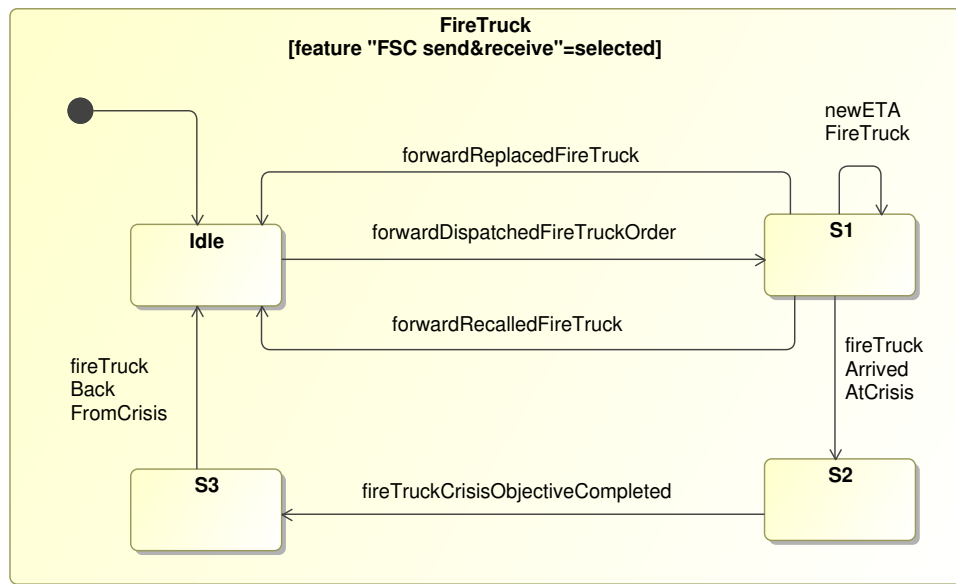 FireTruck
[feature "FSC send&receive"=selected]
newETA
FireTruck
forwardReplacedFireTruck
Idle
forwardDispatchedFireTruckOrder
S1
forwardRecalledFireTruck
fireTruck
Arrived
AtCrisis
fireTruck
Back
FromCrisis
S3
fireTruckCrisisObjectiveCompleted
S2